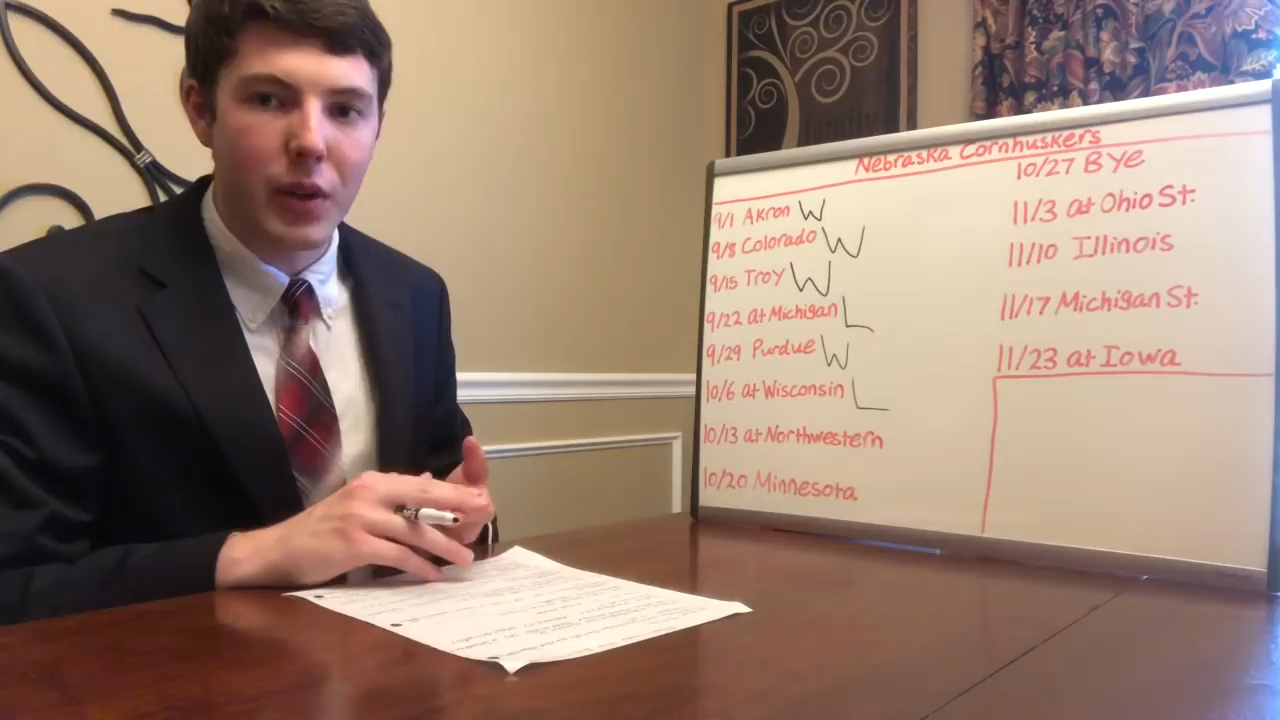 family
Nebraska Cornhuskers
9/1 Akron W
9/8 Colorado W
9/15 Troy W
9/22 at Michigan L
9/29 Purdue W
10/6 at Wisconsin L
10/13 at Northwestern
10/20 Minnesota
10/27 Bye
11/3 at Ohio St.
11/10 Illinois
11/17 Michigan St.
11/23 at Iowa